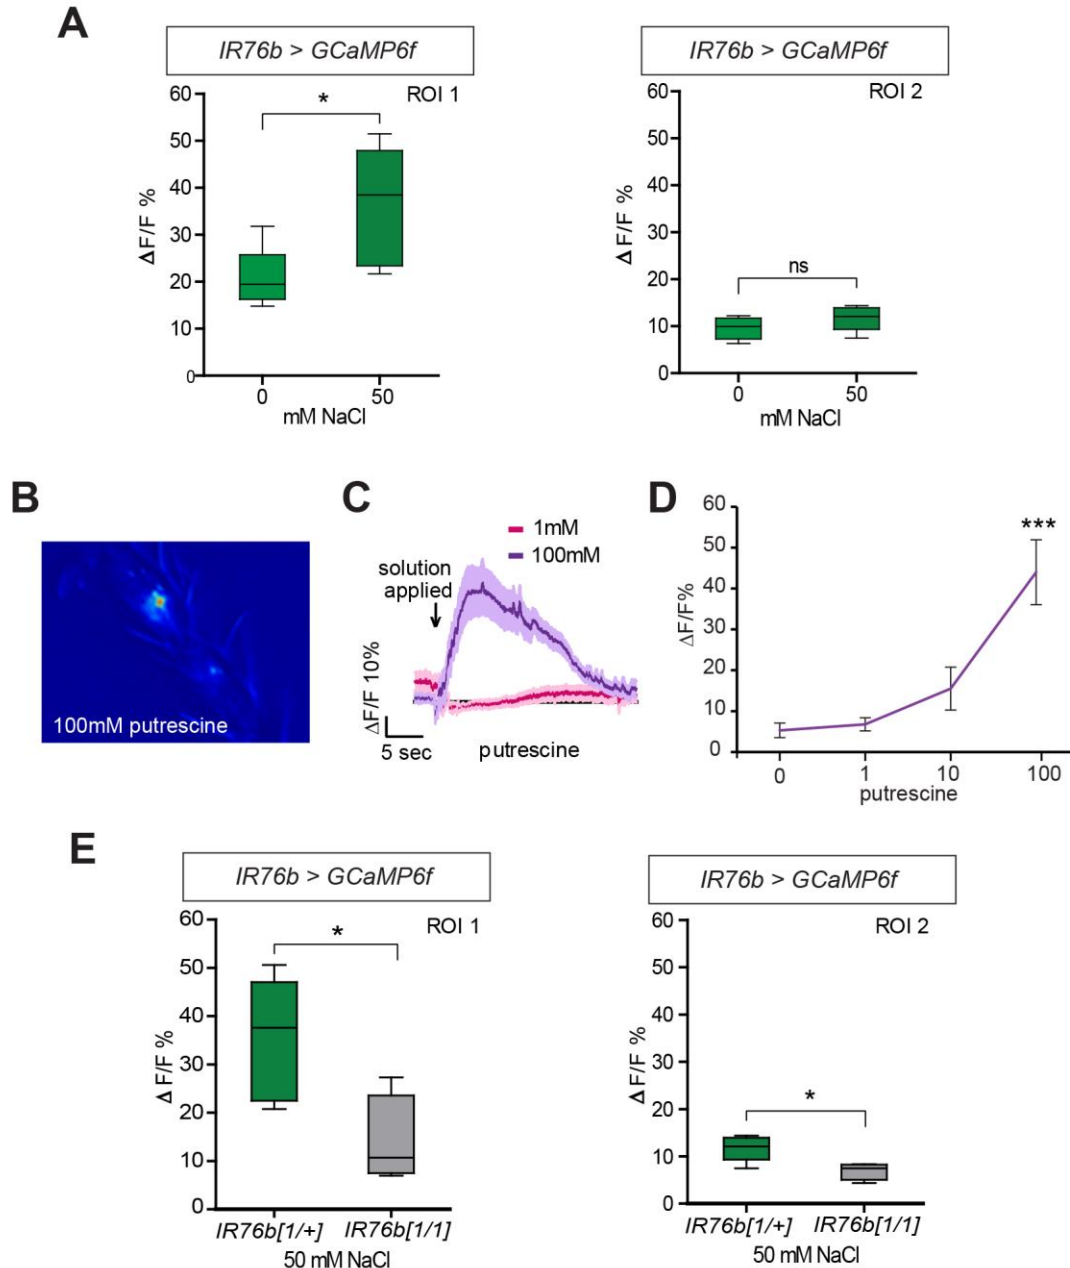 A
IR76b > GCaMP6f
ROI 1
*
60
50
40
30
20
10
0
ΔF/F %
0
50
mM NaCl
IR76b > GCaMP6f
ROI 2
ns
60
50
40
30
20
10
0
ΔF/F %
0
50
mM NaCl
B
100mM putrescine
C
1mM
100mM
solution
applied
ΔF/F 10%
5 sec
putrescine
D
***
60
50
40
30
20
10
0
ΔF/F%
0
1
10
100
putrescine
E
IR76b > GCaMP6f
ROI 1
*
60
50
40
30
20
10
0
ΔF/F %
IR76b[1/+]
IR76b[1/1]
50 mM NaCl
IR76b > GCaMP6f
ROI 2
*
60
50
40
30
20
10
0
ΔF/F %
IR76b[1/+]
IR76b[1/1]
50 mM NaCl